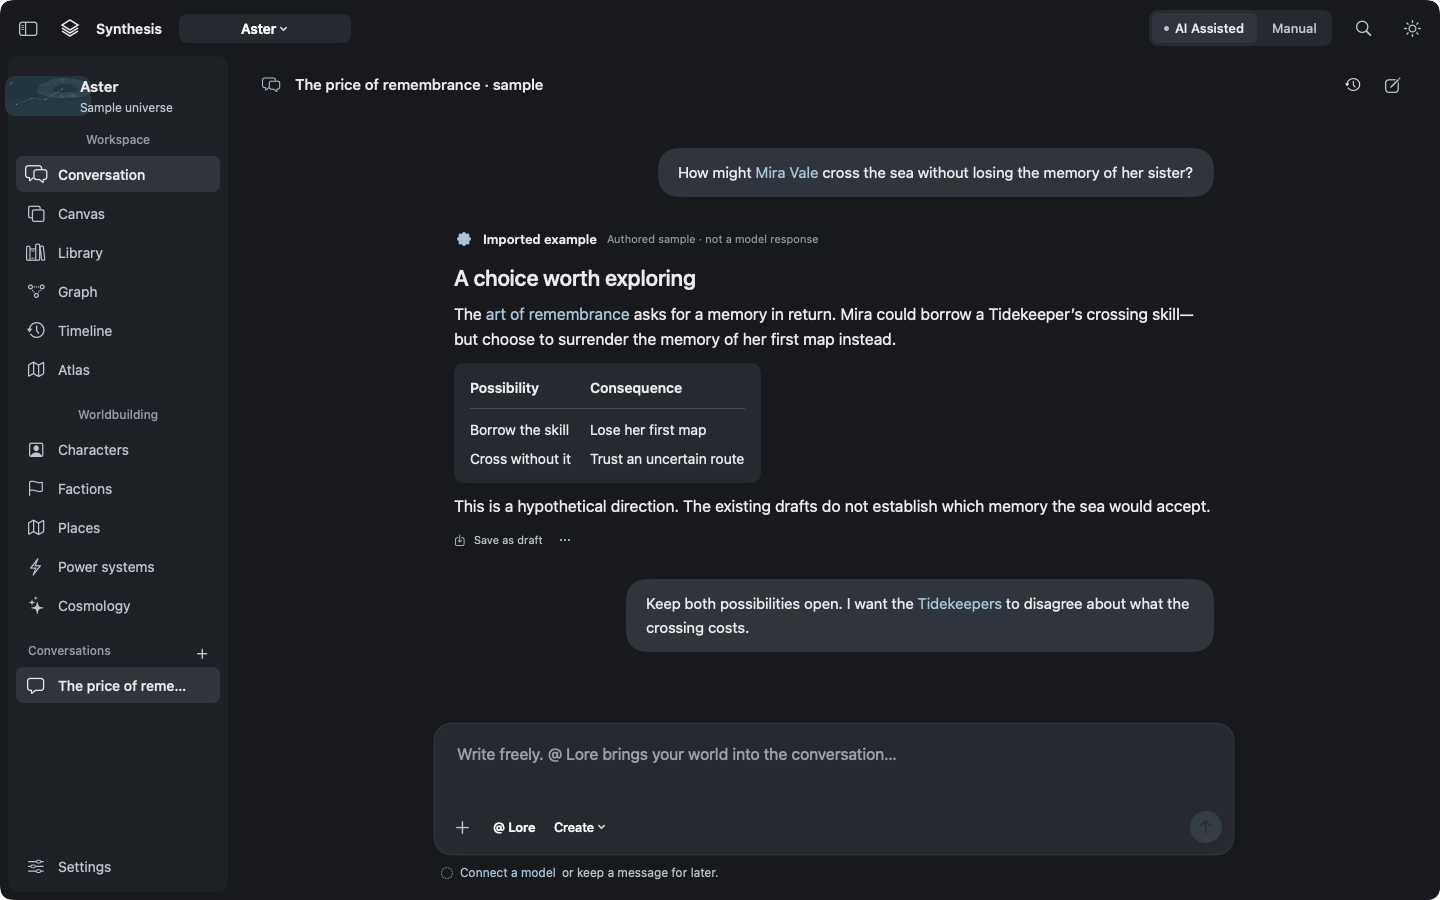 Synthesis
Aster
AI Assisted
Manual
Aster
Sample universe
Workspace
Conversation
Canvas
Library
Graph
Timeline
Atlas
Worldbuilding
Characters
Factions
Places
Power systems
Cosmology
Conversations
The price of reme...
Settings
The price of remembrance · sample
How might Mira Vale cross the sea without losing the memory of her sister?
Imported example Authored sample · not a model response
A choice worth exploring
The art of remembrance asks for a memory in return. Mira could borrow a Tidekeeper’s crossing skill—
but choose to surrender the memory of her first map instead.
Possibility Consequence
Borrow the skill Lose her first map
Cross without it Trust an uncertain route
This is a hypothetical direction. The existing drafts do not establish which memory the sea would accept.
Save as draft ···
Keep both possibilities open. I want the Tidekeepers to disagree about what the
crossing costs.
Write freely. @ Lore brings your world into the conversation...
@ Lore Create
Connect a model or keep a message for later.